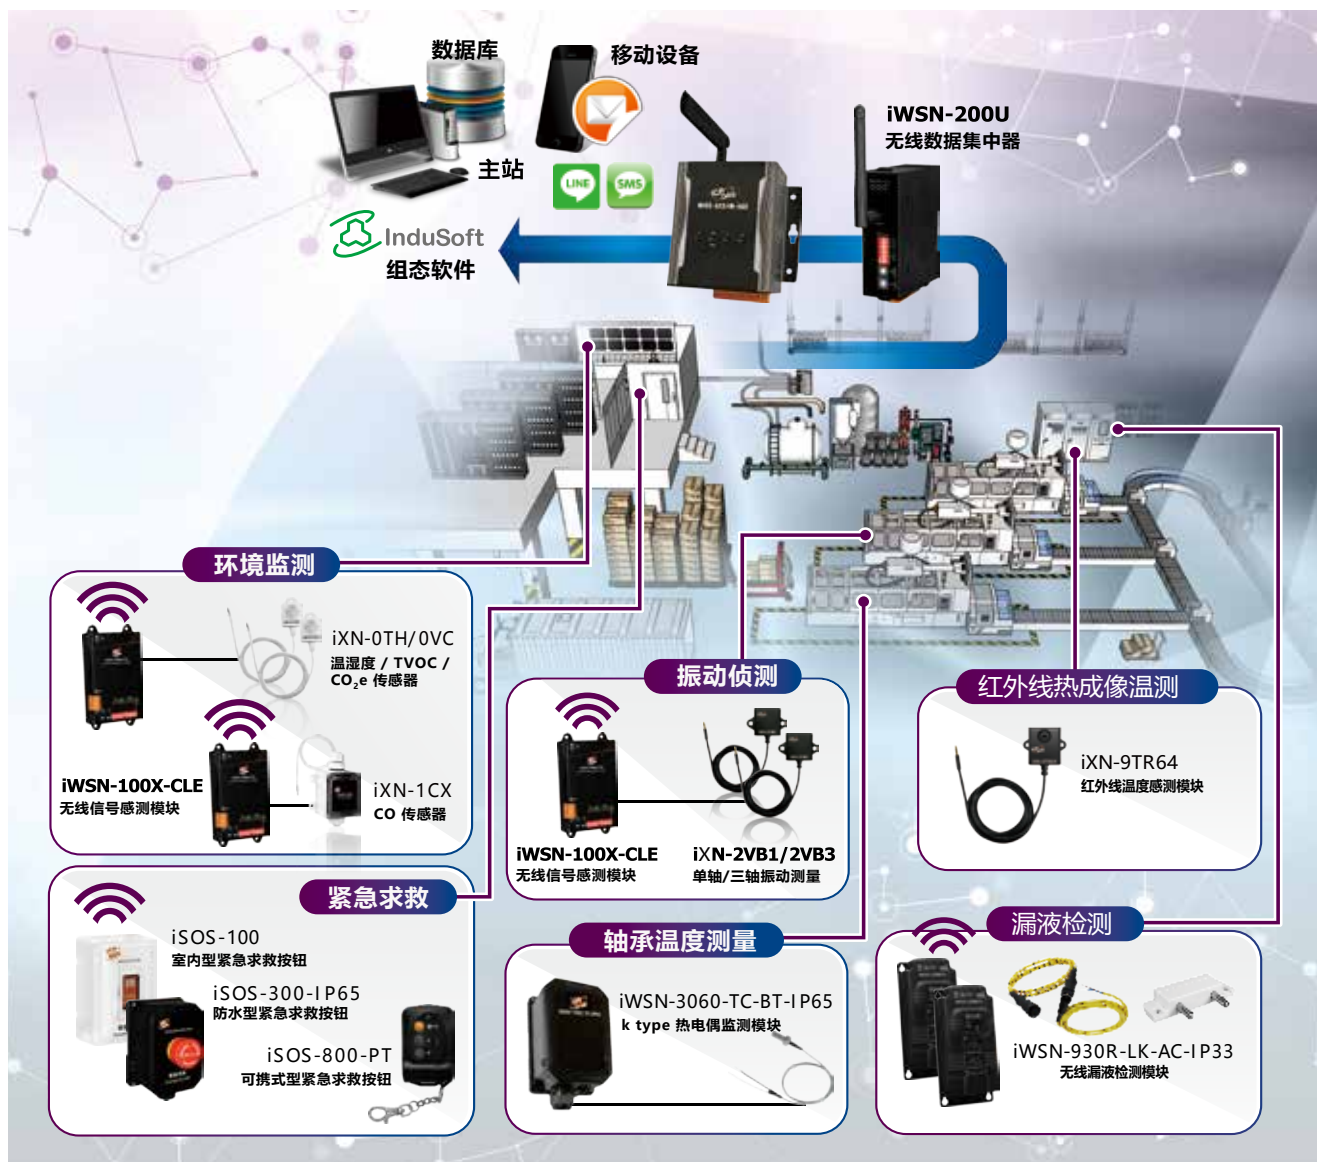 数据库
移动设备
主站
LINE
SMS
iWSN-200U
无线数据集中器
InduSoft
组态软件
环境监测
iXN-0TH/0VC
温湿度 / TVOC /
CO₂e 传感器
iWSN-100X-CLE
无线信号感测模块
iXN-1CX
CO 传感器
紧急求救
iSOS-100
室内型紧急求救按钮
iSOS-300-IP65
防水型紧急求救按钮
iSOS-800-PT
可携式型紧急求救按钮
振动侦测
iWSN-100X-CLE
无线信号感测模块
iXN-2VB1/2VB3
单轴/三轴振动测量
轴承温度测量
iWSN-3060-TC-BT-IP65
k type 热电偶监测模块
红外线热成像温测
iXN-9TR64
红外线温度感测模块
漏液检测
iWSN-930R-LK-AC-IP33
无线漏液检测模块